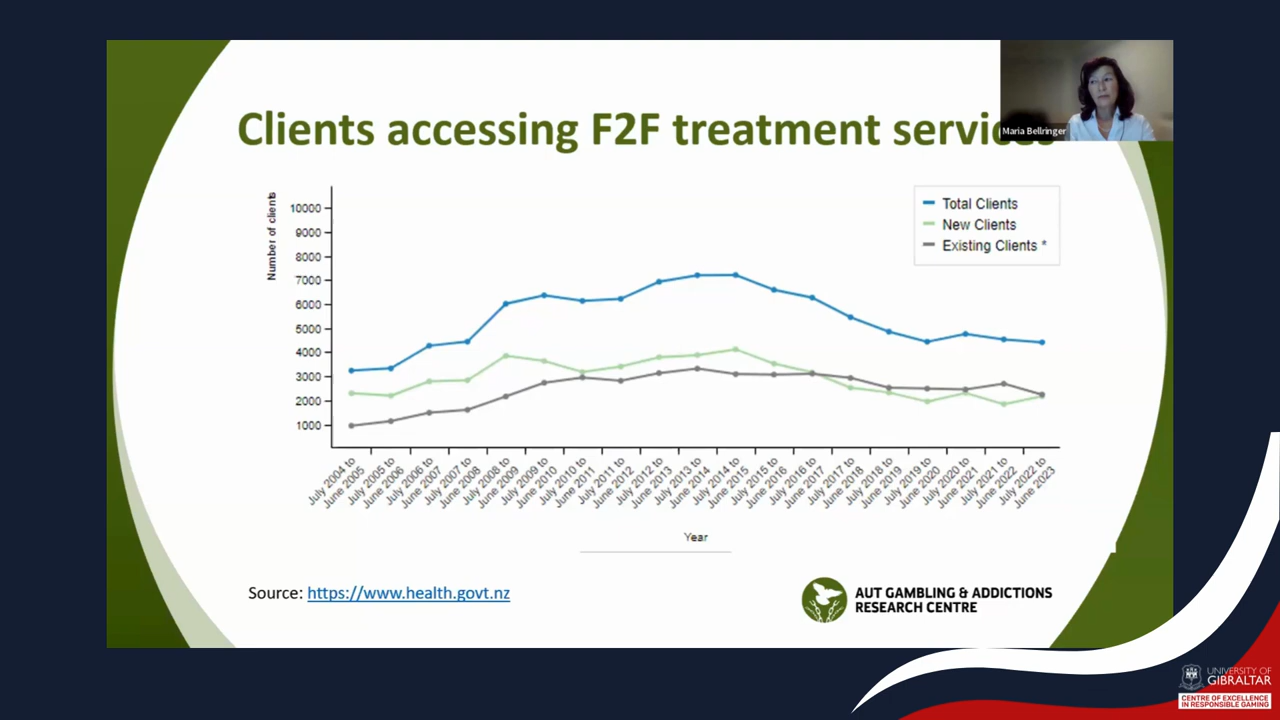 Clients accessing F2F treatment services
Maria Bellringer
Number of clients
10000
9000
8000
7000
6000
5000
4000
3000
2000
1000
Total Clients
New Clients
Existing Clients *
July 2004 to
June 2005
July 2005 to
June 2006
July 2006 to
June 2007
July 2007 to
June 2008
July 2008 to
June 2009
July 2009 to
June 2010
July 2010 to
June 2011
July 2011 to
June 2012
July 2012 to
June 2013
July 2013 to
June 2014
July 2014 to
June 2015
July 2015 to
June 2016
July 2016 to
June 2017
July 2017 to
June 2018
July 2018 to
June 2019
July 2019 to
June 2020
July 2020 to
June 2021
July 2021 to
June 2022
July 2022 to
June 2023
Year
Source: https://www.health.govt.nz
AUT GAMBLING & ADDICTIONS
RESEARCH CENTRE
UNIVERSITY OF
GIBRALTAR
CENTRE OF EXCELLENCE
IN RESPONSIBLE GAMING